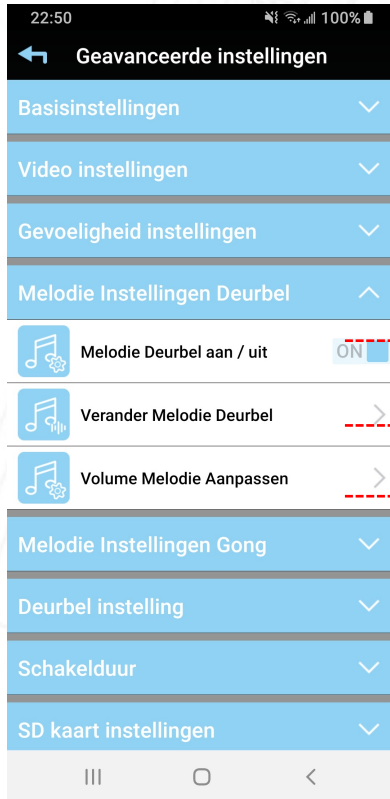 22:50
100%
Geavanceerde instellingen
Basisinstellingen
Video instellingen
Gevoeligheid instellingen
Melodie Instellingen Deurbel
Melodie Deurbel aan / uit
ON
Verander Melodie Deurbel
Volume Melodie Aanpassen
Melodie Instellingen Gong
Deurbel instelling
Schakelduur
SD kaart instellingen